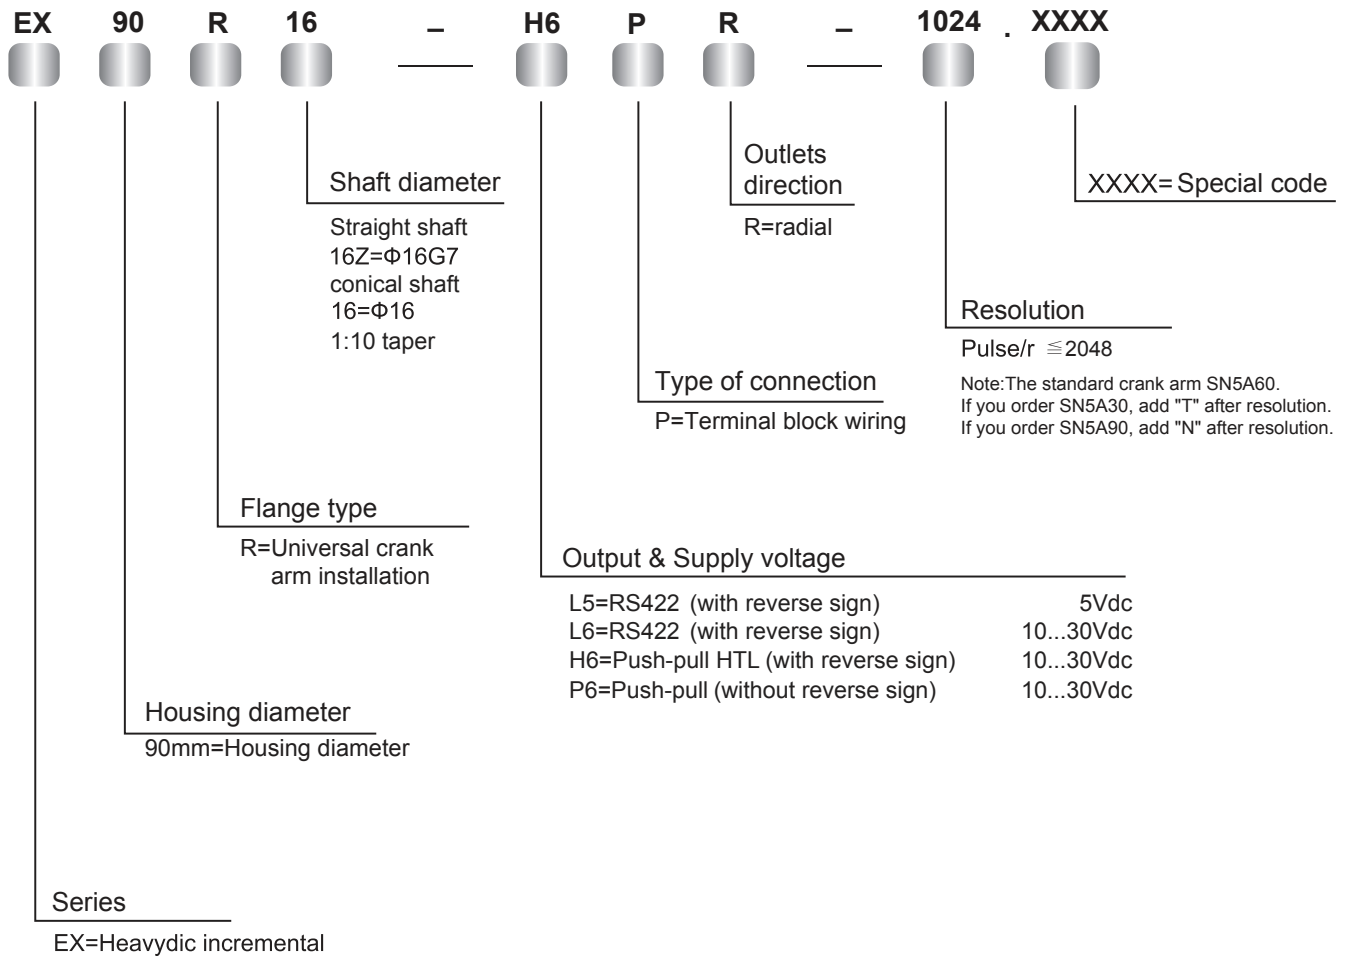 EX 90 R 16 – H6 P R – 1024 . XXXX
Outlets
direction
R=radial
Shaft diameter
Straight shaft
16Z=Φ16G7
conical shaft
16=Φ16
1:10 taper
XXXX=Special code
Resolution
Pulse/r ≦2048
Note:The standard crank arm SN5A60.
If you order SN5A30, add "T" after resolution.
If you order SN5A90, add "N" after resolution.
Type of connection
P=Terminal block wiring
Flange type
R=Universal crank
arm installation
Output & Supply voltage
L5=RS422 (with reverse sign) 5Vdc
L6=RS422 (with reverse sign) 10...30Vdc
H6=Push-pull HTL (with reverse sign) 10...30Vdc
P6=Push-pull (without reverse sign) 10...30Vdc
Housing diameter
90mm=Housing diameter
Series
EX=Heavydic incremental